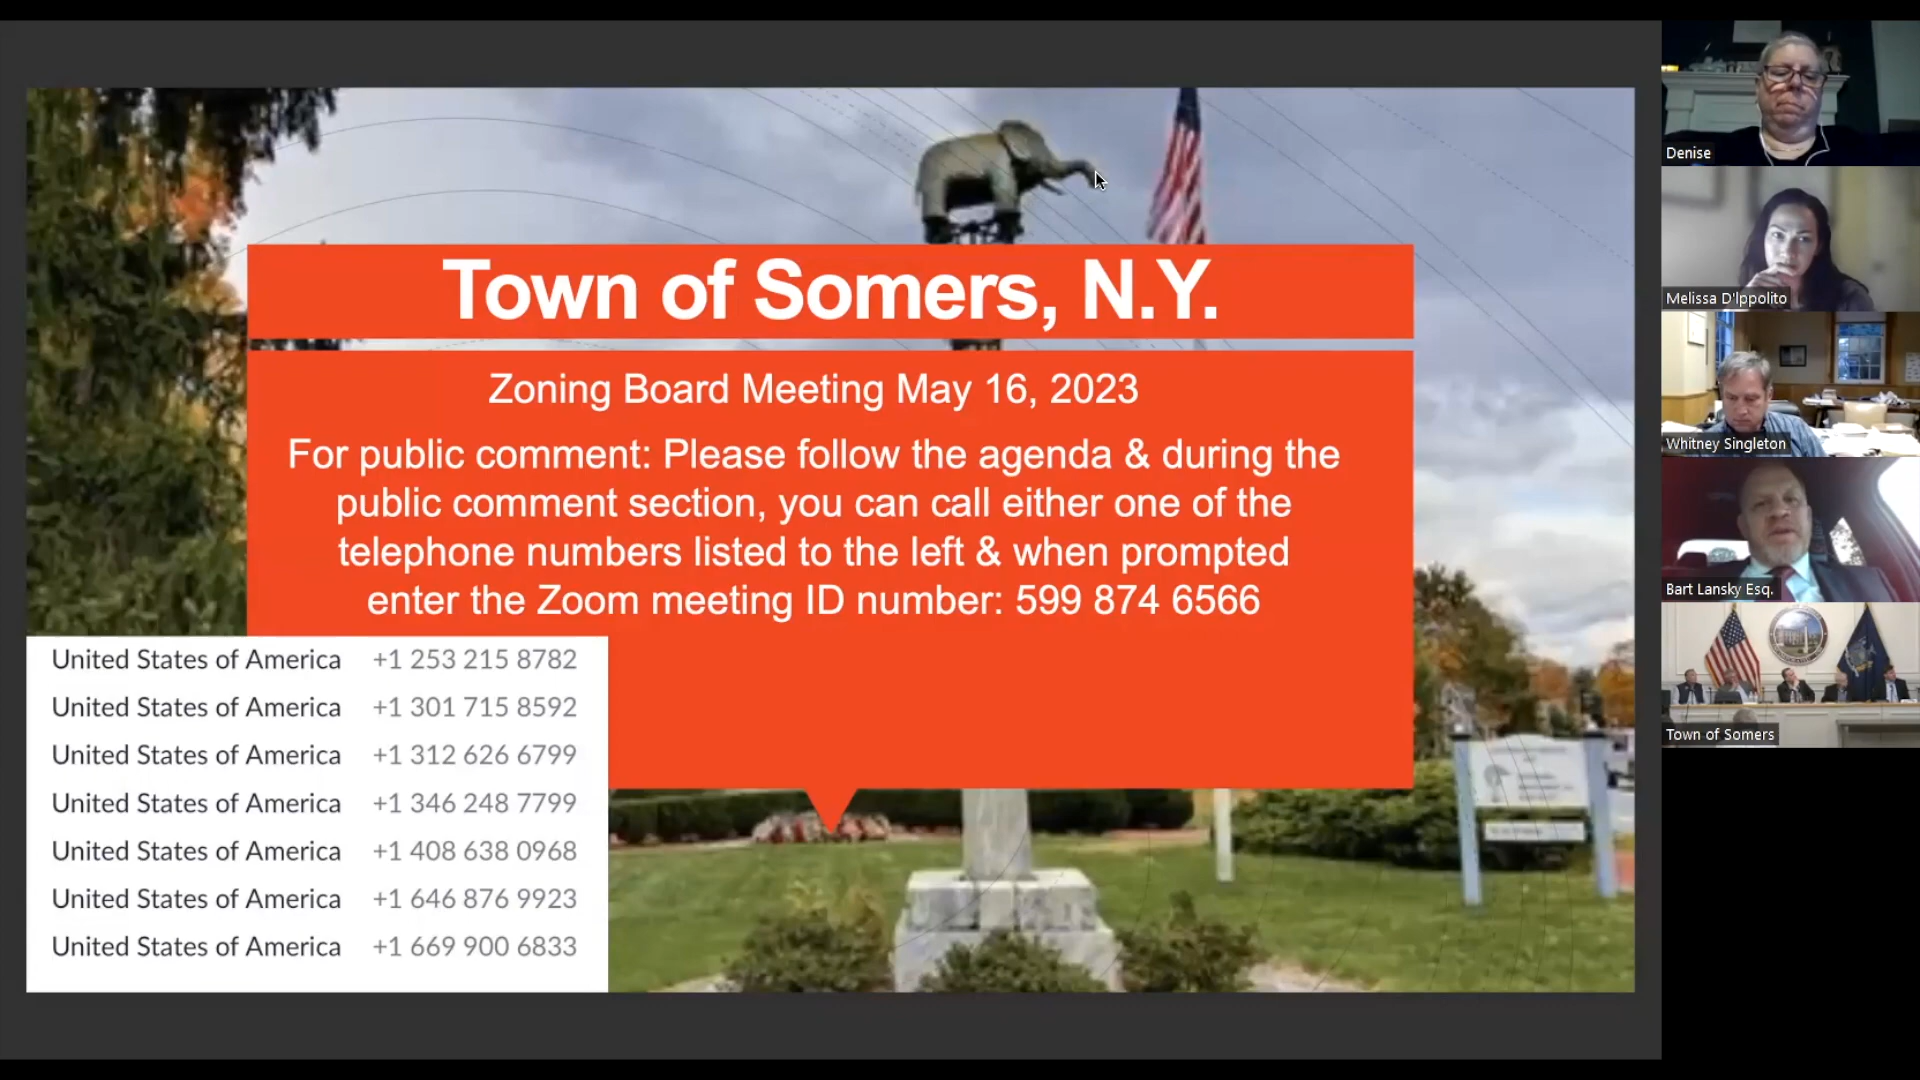 Town of Somers, N.Y.
Zoning Board Meeting May 16, 2023
For public comment: Please follow the agenda & during the
public comment section, you can call either one of the
telephone numbers listed to the left & when prompted
enter the Zoom meeting ID number: 599 874 6566
United States of America +1 253 215 8782
United States of America +1 301 715 8592
United States of America +1 312 626 6799
United States of America +1 346 248 7799
United States of America +1 408 638 0968
United States of America +1 646 876 9923
United States of America +1 669 900 6833
Denise
Melissa D'Ippolito
Whitney Singleton
Bart Lansky Esq.
Town of Somers